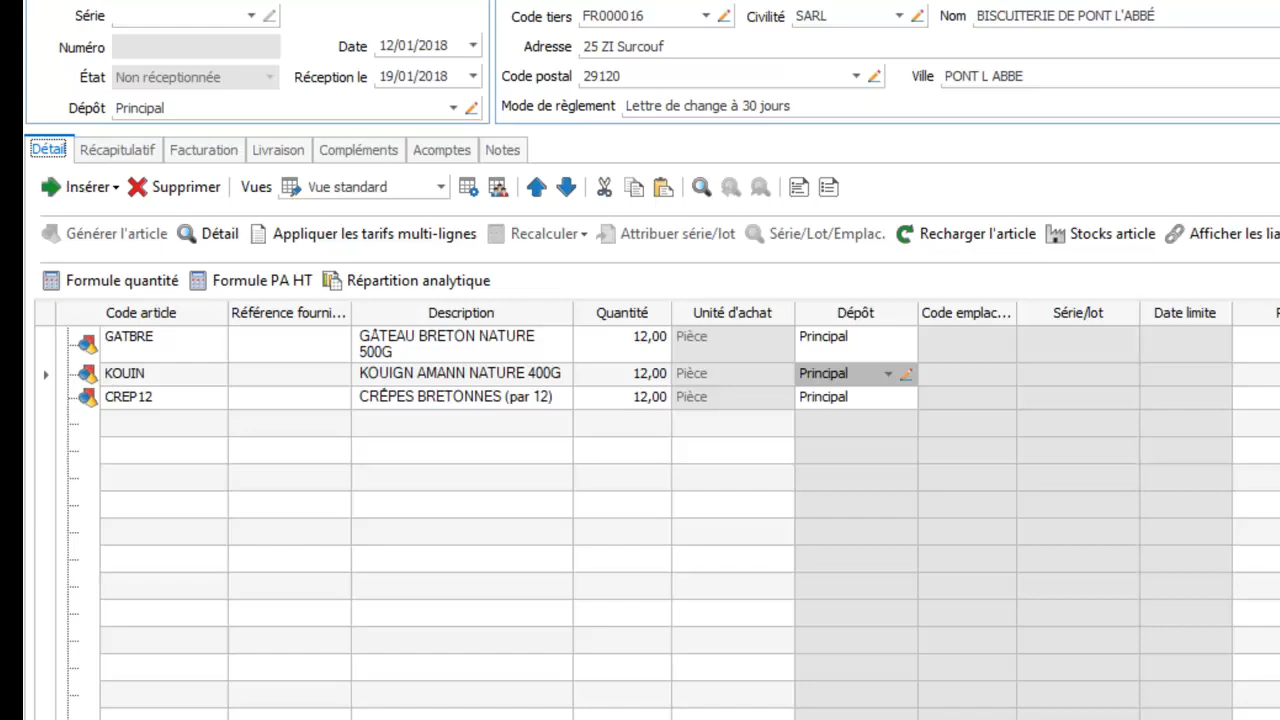 Série
Code tiers FR000016 Civilité SARL Nom BISCUITERIE DE PONT L'ABBÉ
Numéro Date 12/01/2018
Adresse 25 ZI Surcouf
État Non réceptionnée Réception le 19/01/2018
Code postal 29120 Ville PONT L ABBE
Dépôt Principal
Mode de règlement Lettre de change à 30 jours
Détail Récapitulatif Facturation Livraison Compléments Acomptes Notes
Insérer Supprimer Vues Vue standard
Générer l'article Détail Appliquer les tarifs multi-lignes Recalculer Attribuer série/lot Série/Lot/Emplac. Recharger l'article Stocks article Afficher les lia
Formule quantité Formule PA HT Répartition analytique
Code article Référence fourni... Description Quantité Unité d'achat Dépôt Code emplac... Série/lot Date limite
GATBRE GÂTEAU BRETON NATURE 500G 12,00 Pièce Principal
KOUIN KOUIGN AMANN NATURE 400G 12,00 Pièce Principal
CREP12 CRÊPES BRETONNES (par 12) 12,00 Pièce Principal